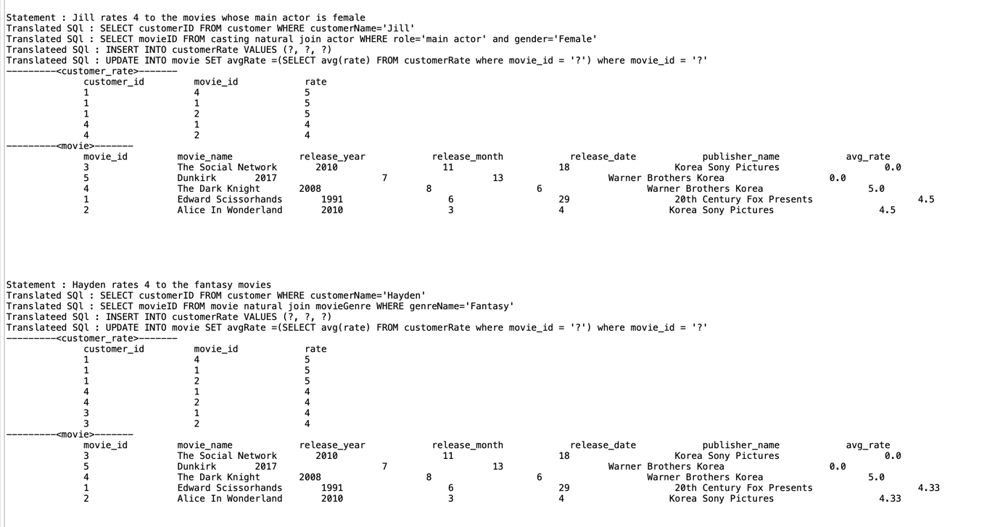 Statement : Jill rates 4 to the movies whose main actor is female
Translated SQl : SELECT customerID FROM customer WHERE customerName='Jill'
Translated SQl : SELECT movieID FROM casting natural join actor WHERE role='main actor' and gender='Female'
Translateed SQl : INSERT INTO customerRate VALUES (?, ?, ?)
Translateed SQl : UPDATE INTO movie SET avgRate =(SELECT avg(rate) FROM customerRate where movie_id = '?') where movie_id = '?'
---------<customer_rate>-------
customer_id movie_id rate
1 4 5
1 1 5
1 2 5
4 1 4
4 2 4
---------<movie>-------
movie_id movie_name release_year release_month release_date publisher_name avg_rate
3 The Social Network 2010 11 18 Korea Sony Pictures 0.0
5 Dunkirk 2017 7 13 Warner Brothers Korea 0.0
4 The Dark Knight 2008 8 6 Warner Brothers Korea 5.0
1 Edward Scissorhands 1991 6 29 20th Century Fox Presents 4.5
2 Alice In Wonderland 2010 3 4 Korea Sony Pictures 4.5
Statement : Hayden rates 4 to the fantasy movies
Translated SQl : SELECT customerID FROM customer WHERE customerName='Hayden'
Translated SQl : SELECT movieID FROM movie natural join movieGenre WHERE genreName='Fantasy'
Translateed SQl : INSERT INTO customerRate VALUES (?, ?, ?)
Translateed SQl : UPDATE INTO movie SET avgRate =(SELECT avg(rate) FROM customerRate where movie_id = '?') where movie_id = '?'
---------<customer_rate>-------
customer_id movie_id rate
1 4 5
1 1 5
1 2 5
4 1 4
4 2 4
3 1 4
3 2 4
---------<movie>-------
movie_id movie_name release_year release_month release_date publisher_name avg_rate
3 The Social Network 2010 11 18 Korea Sony Pictures 0.0
5 Dunkirk 2017 7 13 Warner Brothers Korea 0.0
4 The Dark Knight 2008 8 6 Warner Brothers Korea 5.0
1 Edward Scissorhands 1991 6 29 20th Century Fox Presents 4.33
2 Alice In Wonderland 2010 3 4 Korea Sony Pictures 4.33